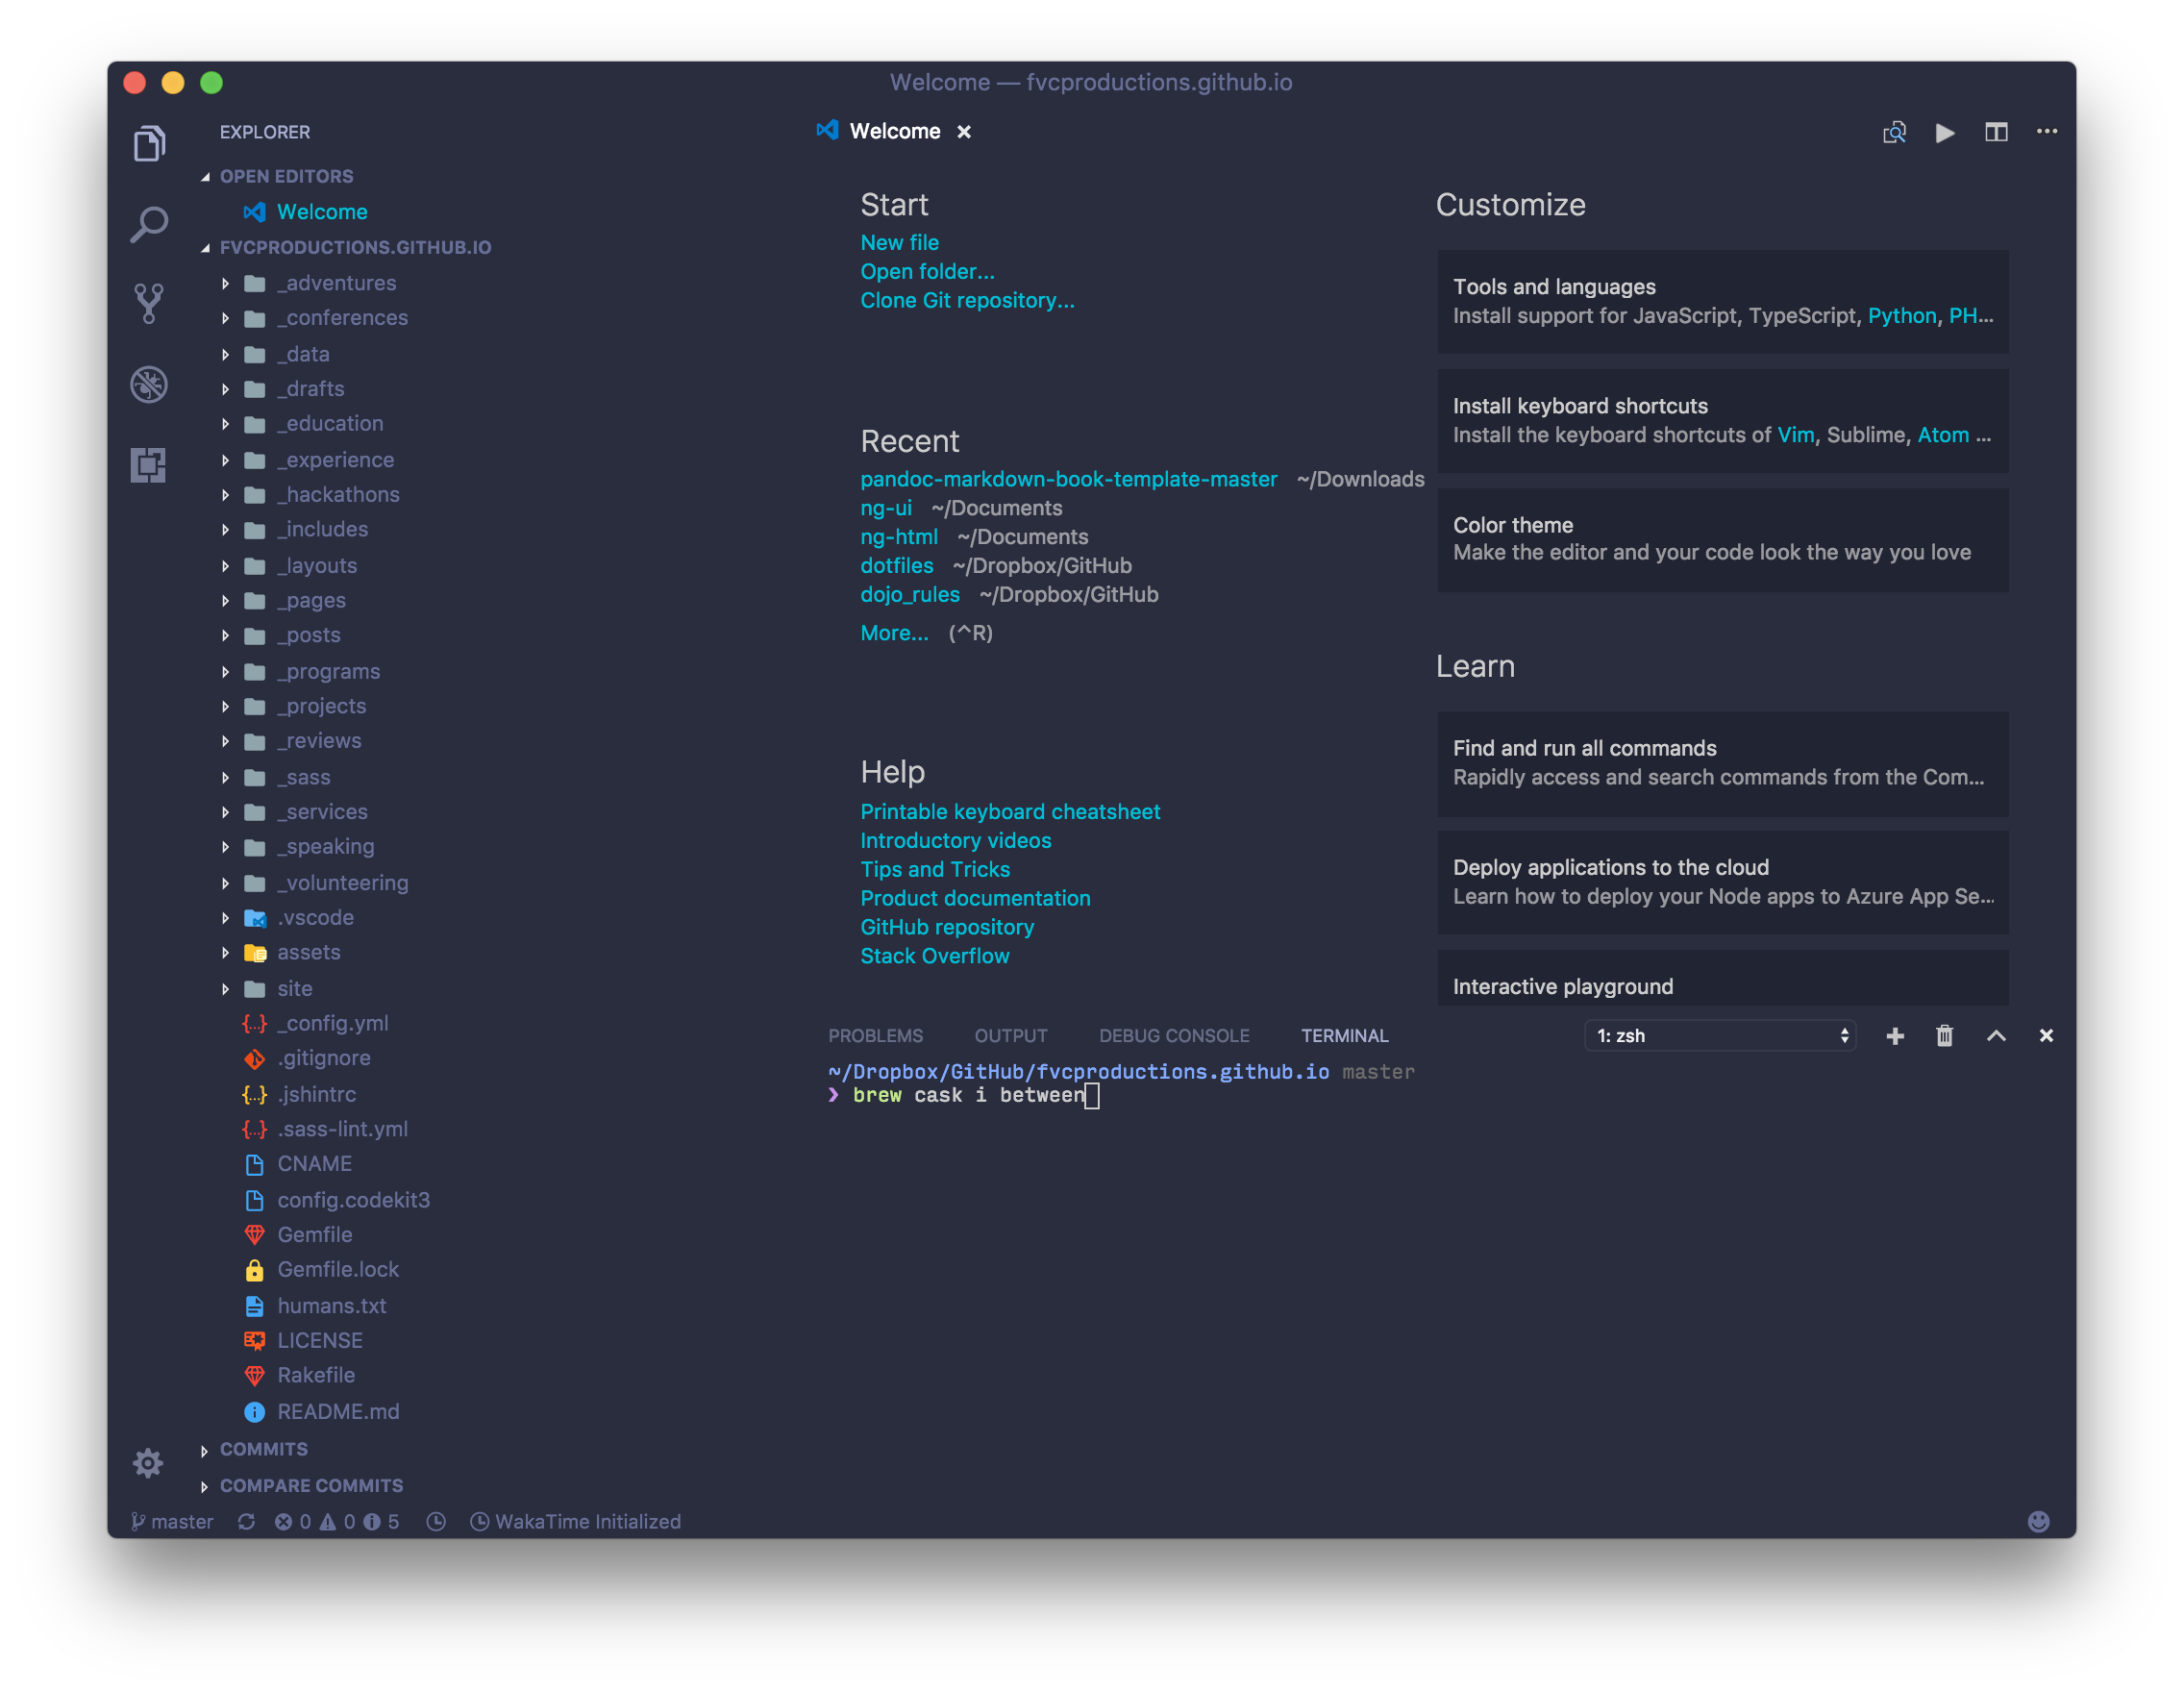 Welcome — fvcproductions.github.io
EXPLORER
OPEN EDITORS
Welcome
FVCPRODUCTIONS.GITHUB.IO
_adventures
_conferences
_data
_drafts
_education
_experience
_hackathons
_includes
_layouts
_pages
_posts
_programs
_projects
_reviews
_sass
_services
_speaking
_volunteering
.vscode
assets
site
_config.yml
.gitignore
.jshintrc
.sass-lint.yml
CNAME
config.codekit3
Gemfile
Gemfile.lock
humans.txt
LICENSE
Rakefile
README.md
COMMITS
COMPARE COMMITS
Welcome
Start
New file
Open folder...
Clone Git repository...
Recent
pandoc-markdown-book-template-master ~/Downloads
ng-ui ~/Documents
ng-html ~/Documents
dotfiles ~/Dropbox/GitHub
dojo_rules ~/Dropbox/GitHub
More... (^R)
Help
Printable keyboard cheatsheet
Introductory videos
Tips and Tricks
Product documentation
GitHub repository
Stack Overflow
Customize
Tools and languages
Install support for JavaScript, TypeScript, Python, PH...
Install keyboard shortcuts
Install the keyboard shortcuts of Vim, Sublime, Atom ...
Color theme
Make the editor and your code look the way you love
Learn
Find and run all commands
Rapidly access and search commands from the Com...
Deploy applications to the cloud
Learn how to deploy your Node apps to Azure App Se...
Interactive playground
PROBLEMS OUTPUT DEBUG CONSOLE TERMINAL 1: zsh
~/Dropbox/GitHub/fvcproductions.github.io master
❯ brew cask i between
master 0 0 5 WakaTime Initialized